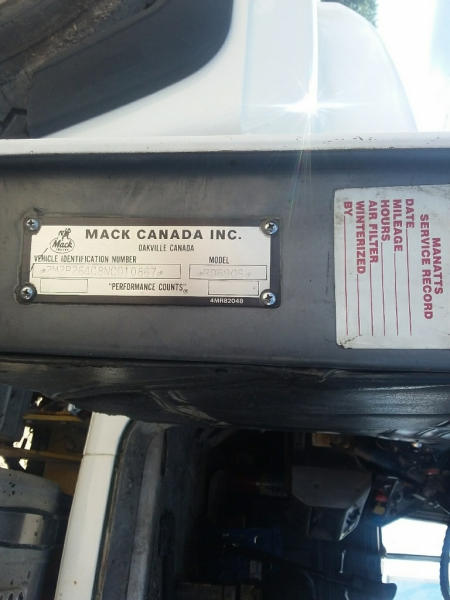 Mack
MACK CANADA INC.
OAKVILLE CANADA
VEHICLE IDENTIFICATION NUMBER
MODEL
RD690S
"PERFORMANCE COUNTS"®
4MR82048
MANATTS
SERVICE RECORD
DATE
MILEAGE
HOURS
AIR FILTER
WINTERIZED
BY